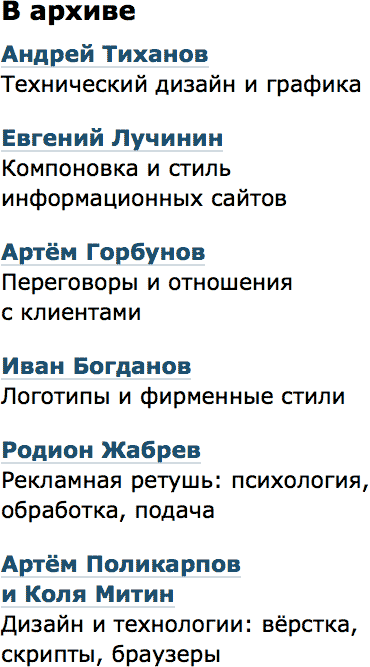 В архиве
Андрей Тиханов
Технический дизайн и графика
Евгений Лучинин
Компоновка и стиль
информационных сайтов
Артём Горбунов
Переговоры и отношения
с клиентами
Иван Богданов
Логотипы и фирменные стили
Родион Жабрев
Рекламная ретушь: психология,
обработка, подача
Артём Поликарпов
и Коля Митин
Дизайн и технологии: вёрстка,
скрипты, браузеры